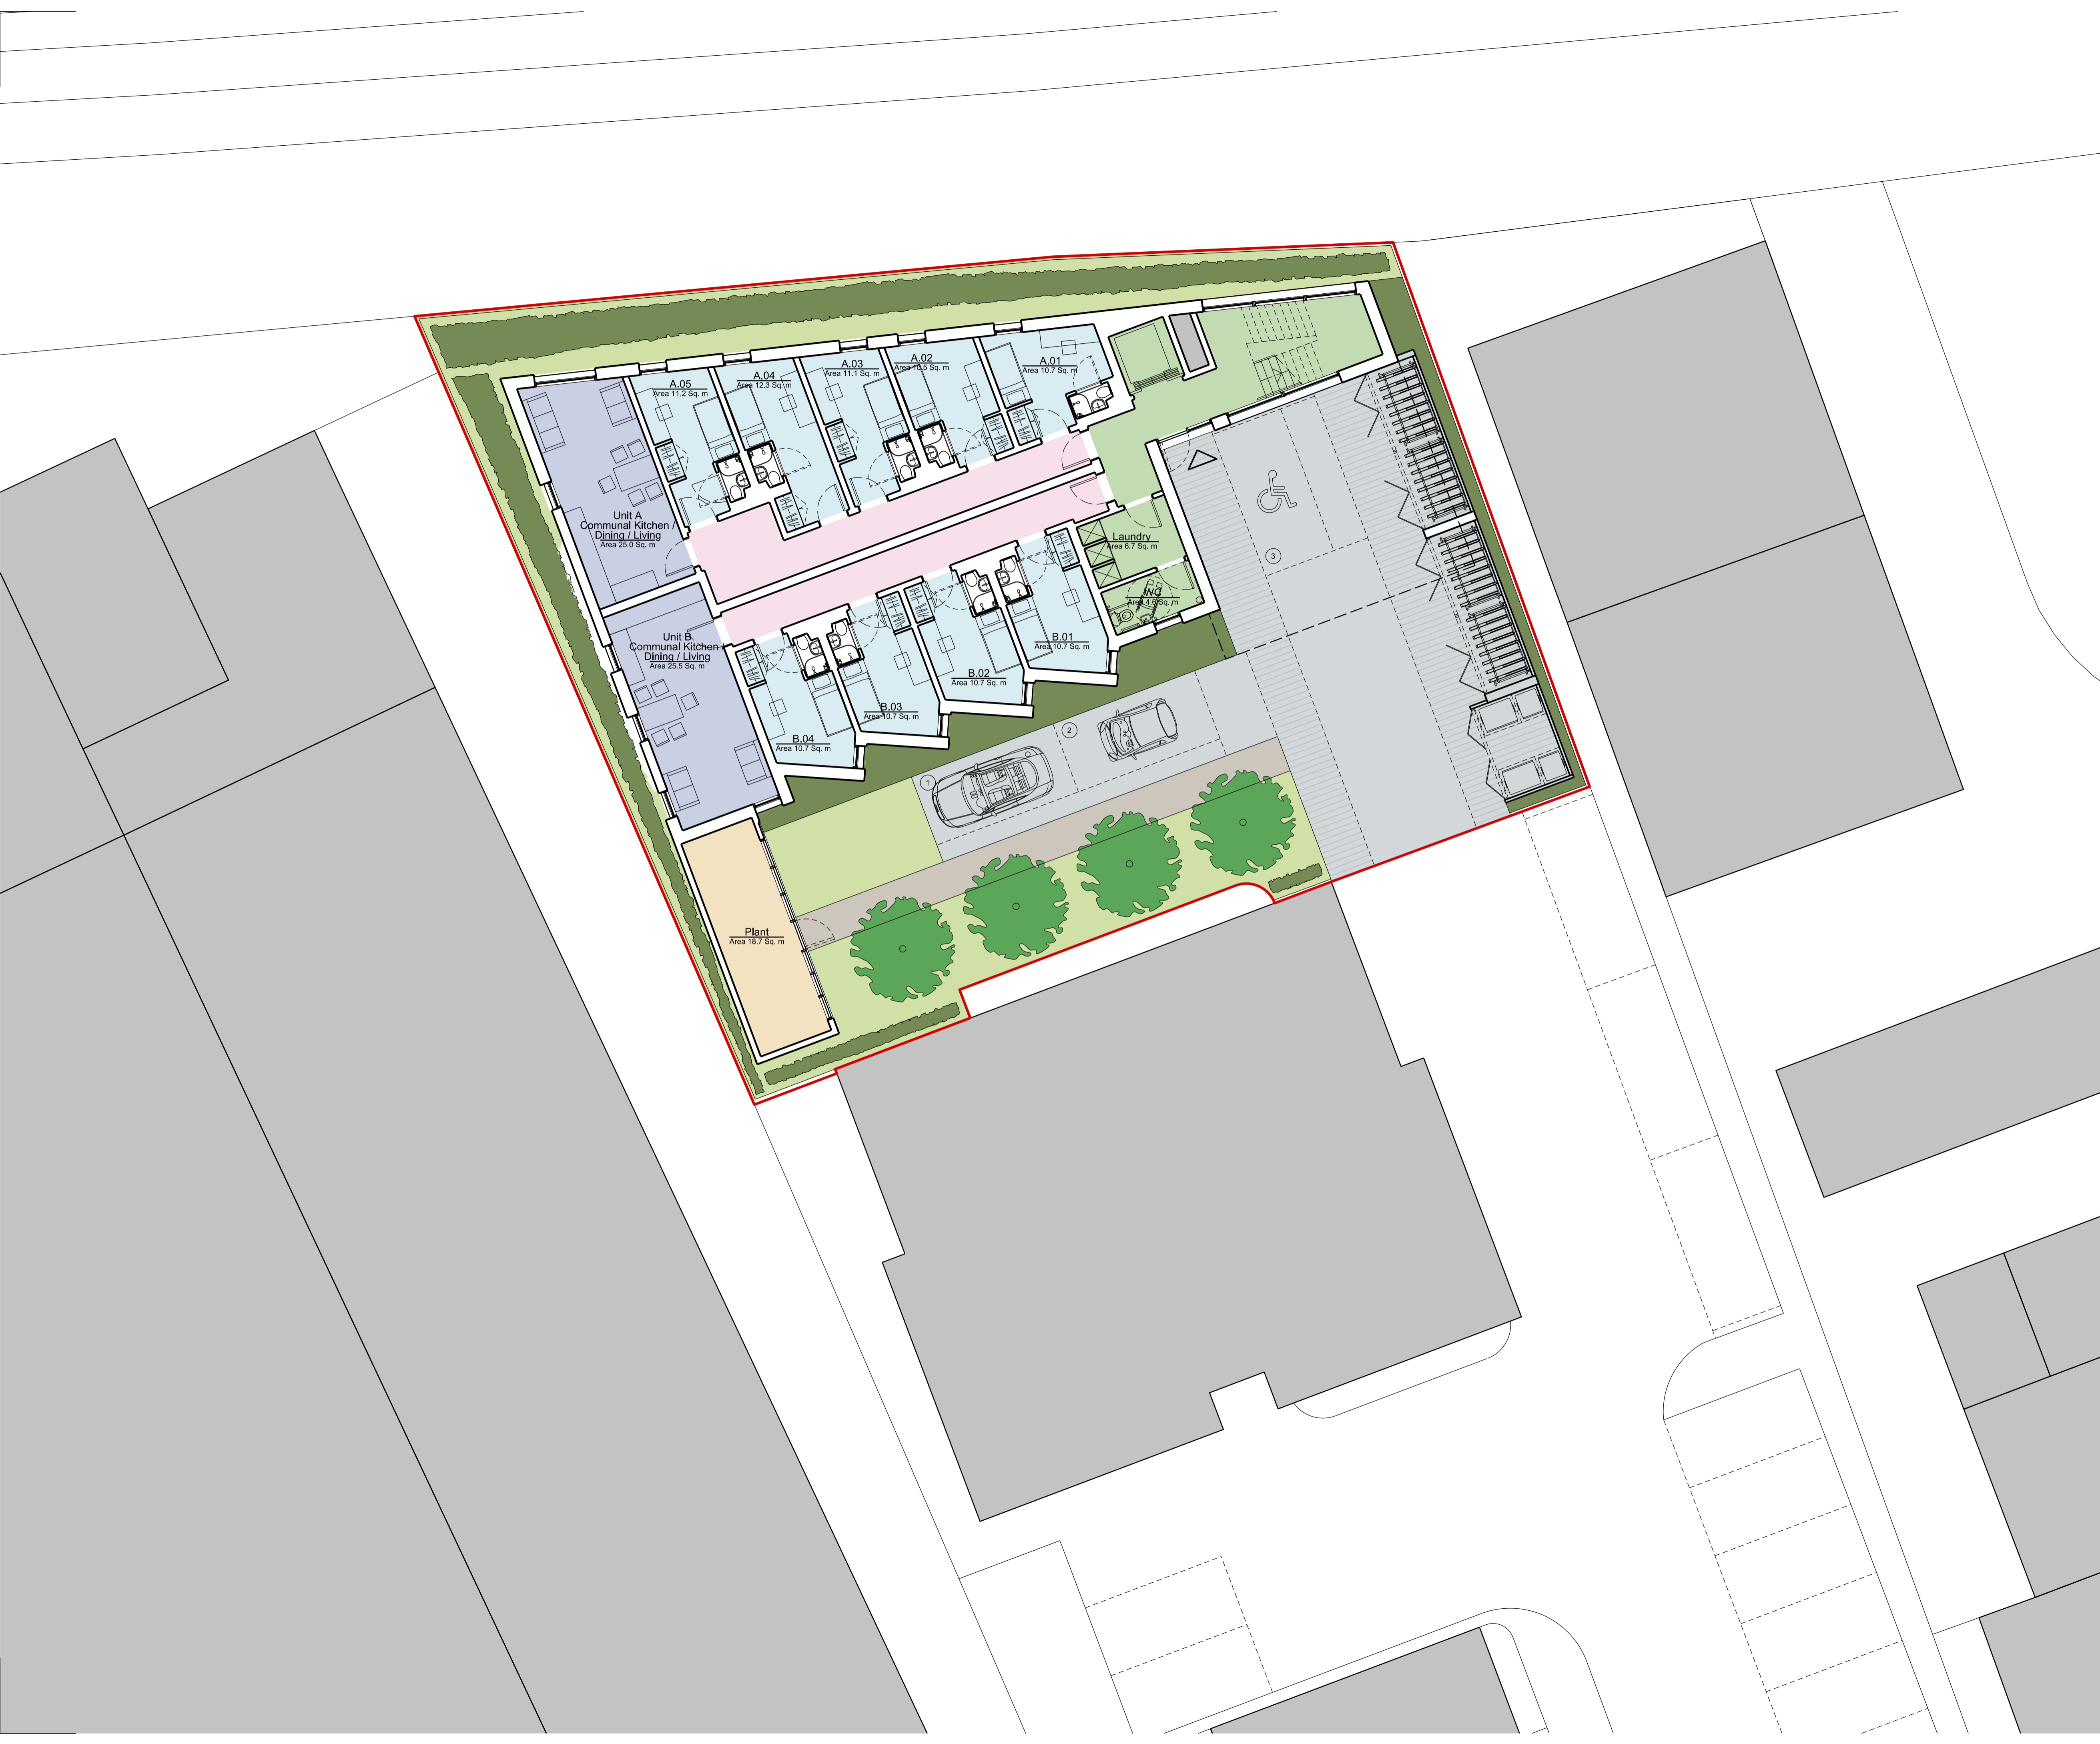 A.01
Area 10.7 Sq. m
A.02
Area 10.5 Sq. m
A.03
Area 11.1 Sq. m
A.04
Area 12.3 Sq. m
A.05
Area 11.2 Sq. m
Unit A
Communal Kitchen /
Dining / Living
Area 25.0 Sq. m
Laundry
Area 6.7 Sq. m
3
WC
Area 4.6 Sq. m
Unit B
Communal Kitchen /
Dining / Living
Area 25.5 Sq. m
B.01
Area 10.7 Sq. m
B.02
Area 10.7 Sq. m
B.03
Area 10.7 Sq. m
B.04
Area 10.7 Sq. m
2
1
Plant
Area 18.7 Sq. m